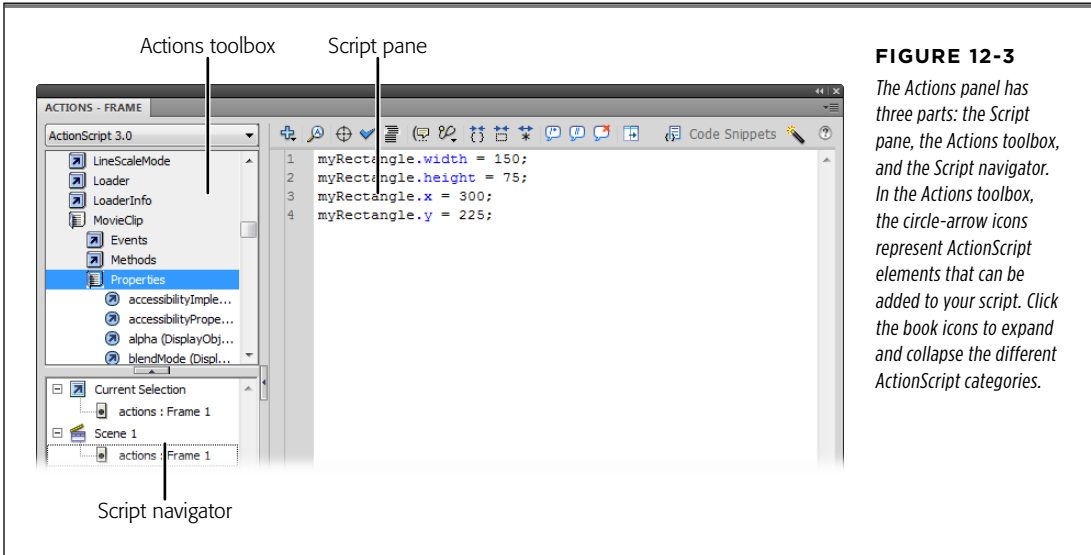 Actions toolbox
Script pane
ACTIONS - FRAME
ActionScript 3.0
Code Snippets
LineScaleMode
Loader
LoaderInfo
MovieClip
Events
Methods
Properties
accessibilityImple...
accessibilityPrope...
alpha (DisplayObj...
blendMode (Displ...
Current Selection
actions : Frame 1
Scene 1
actions : Frame 1
1 myRectangle.width = 150;
2 myRectangle.height = 75;
3 myRectangle.x = 300;
4 myRectangle.y = 225;
Script navigator
FIGURE 12-3
The Actions panel has
three parts: the Script
pane, the Actions toolbox,
and the Script navigator.
In the Actions toolbox,
the circle-arrow icons
represent ActionScript
elements that can be
added to your script. Click
the book icons to expand
and collapse the different
ActionScript categories.